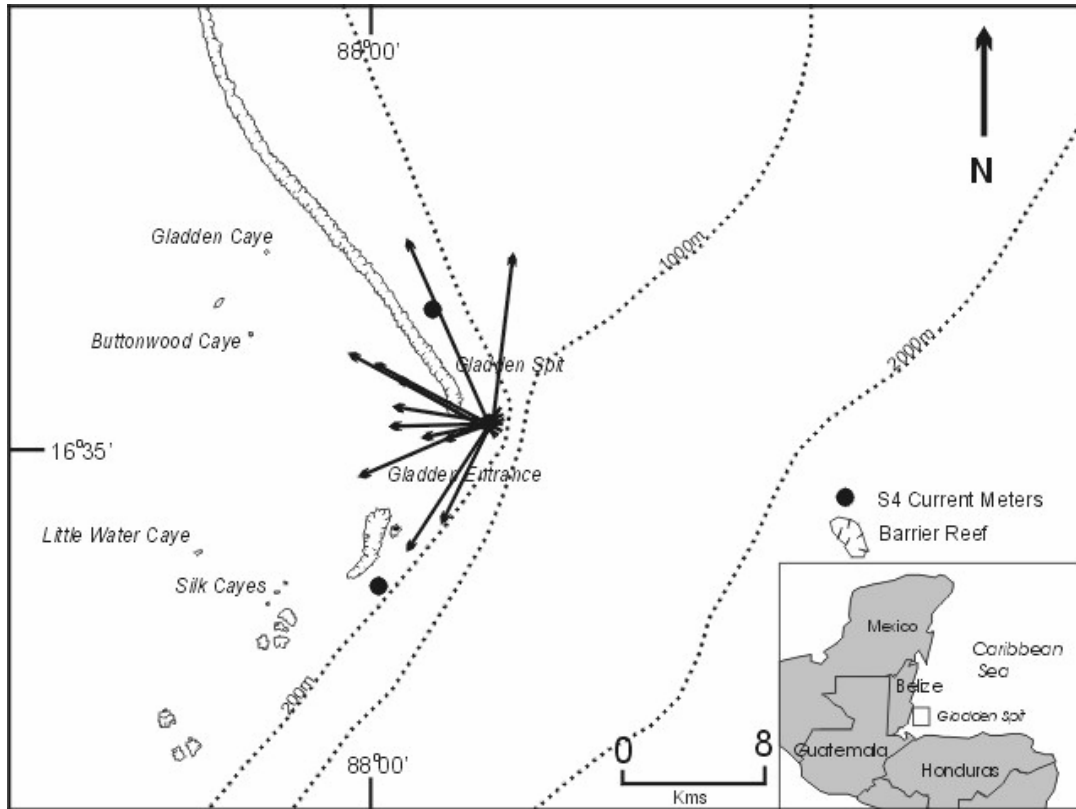 88°00'
N
Gladden Caye
1000m
Buttonwood Caye
Gladden Spit
2000m
16°35'
Gladden Entrance
S4 Current Meters
Barrier Reef
Little Water Caye
Silk Cayes
200m
Mexico
Caribbean
Sea
Belize
Gladden Spit
Guatemala
Honduras
0 8
Kms
88°00'